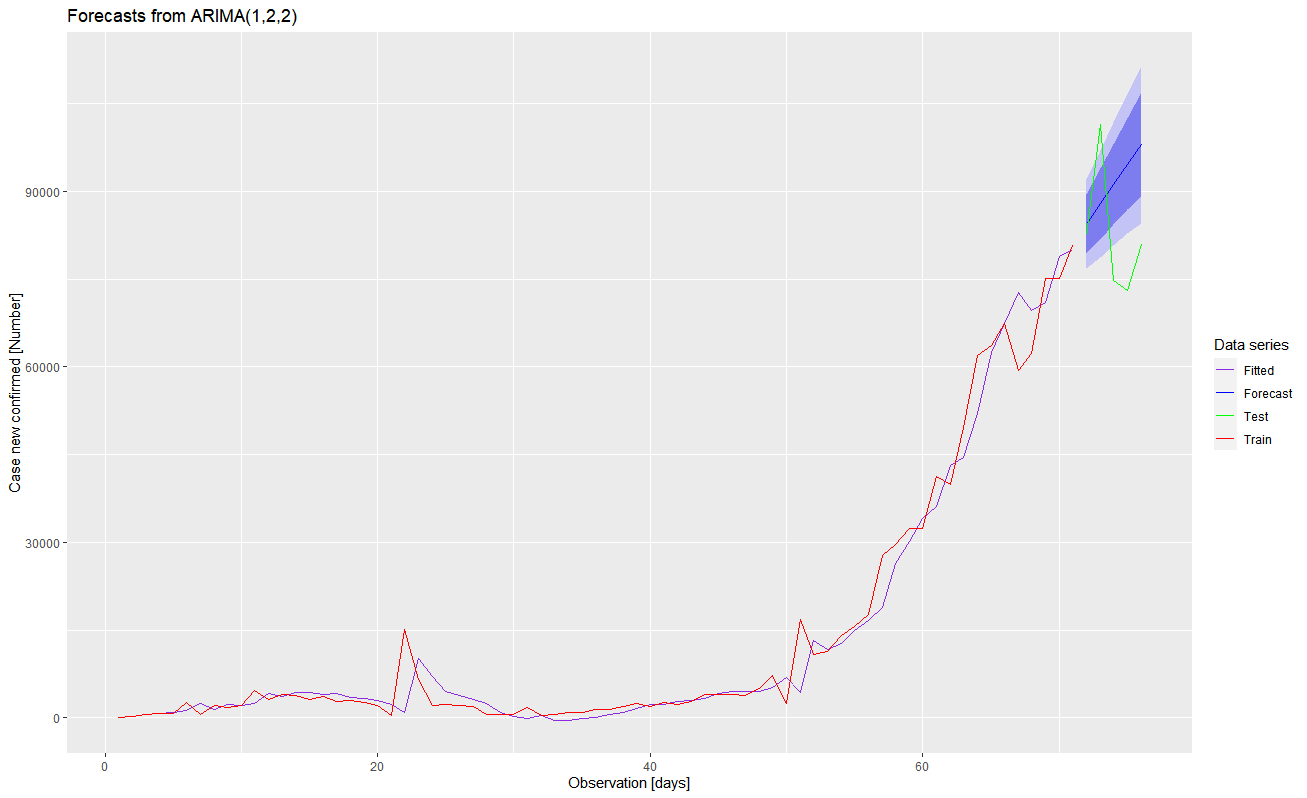 Forecasts from ARIMA(1,2,2)
Case new confirmed [Number]
90000
60000
30000
0
0
20
40
60
Observation [days]
Data series
Fitted
Forecast
Test
Train